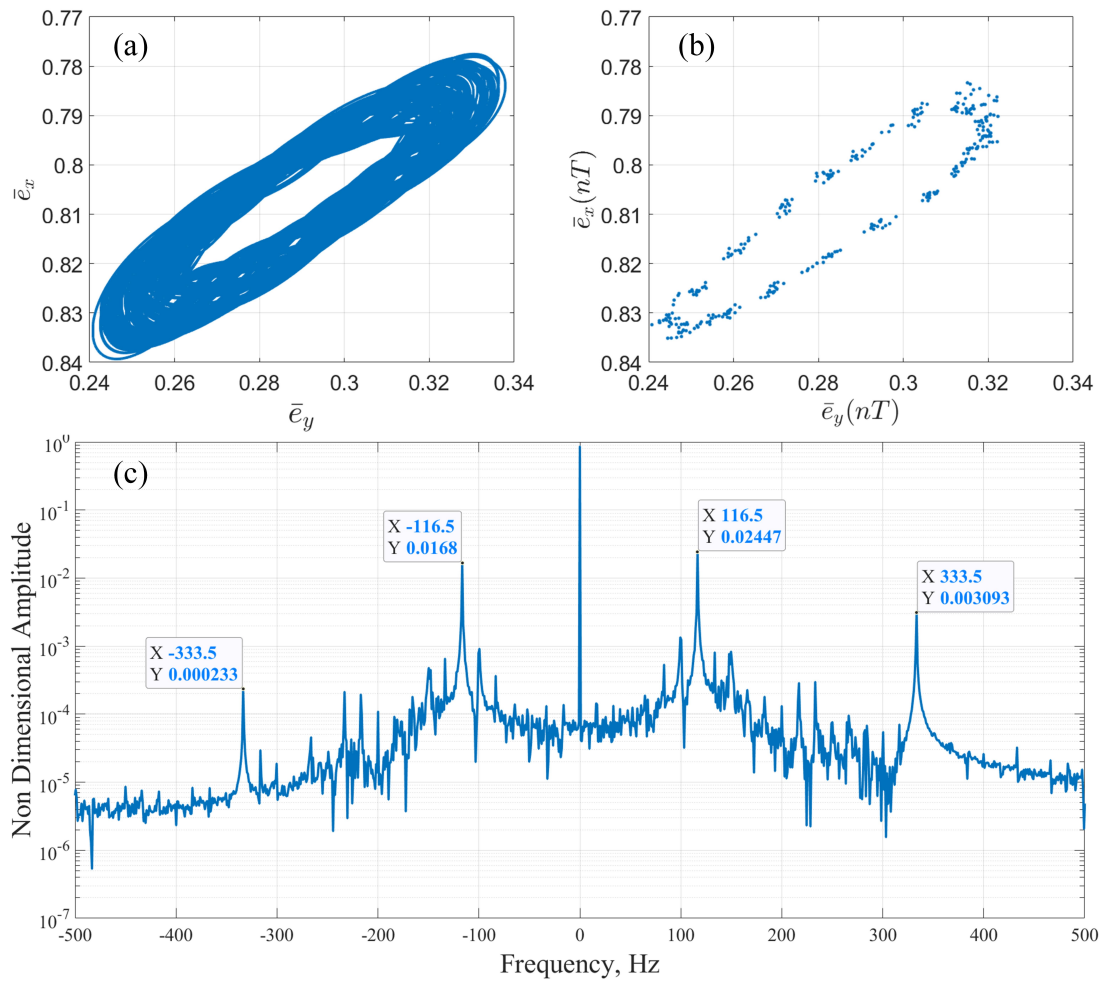 (a)
0.77
0.78
0.79
0.8
0.81
0.82
0.83
0.84
ēₓ
0.24 0.26 0.28 0.3 0.32 0.34
ē_y
(b)
0.77
0.78
0.79
0.8
0.81
0.82
0.83
0.84
ēₓ(nT)
0.24 0.26 0.28 0.3 0.32 0.34
ē_y(nT)
(c)
10⁰
10⁻¹
10⁻²
10⁻³
10⁻⁴
10⁻⁵
10⁻⁶
10⁻⁷
Non Dimensional Amplitude
X -333.5
Y 0.000233
X -116.5
Y 0.0168
X 116.5
Y 0.02447
X 333.5
Y 0.003093
-500 -400 -300 -200 -100 0 100 200 300 400 500
Frequency, Hz